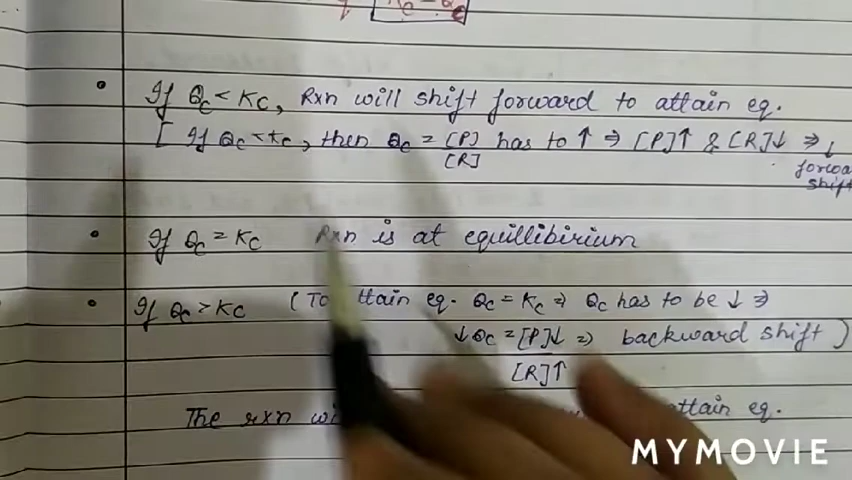 If Qc < Kc, Rxn will shift forward to attain eq.
[ If Qc < Kc, then Qc = [P]/[R] has to ↑ ⇒ [P]↑ & [R]↓ ⇒ ↓
If Qc = Kc Rxn is at equillibirium
If Qc > Kc (To attain eq. Qc = Kc ⇒ Qc has to be ↓ ⇒
↓Qc = [P]↓ ⇒ backward shift )
[R]↑
The rxn attain eq.
MYMOVIE